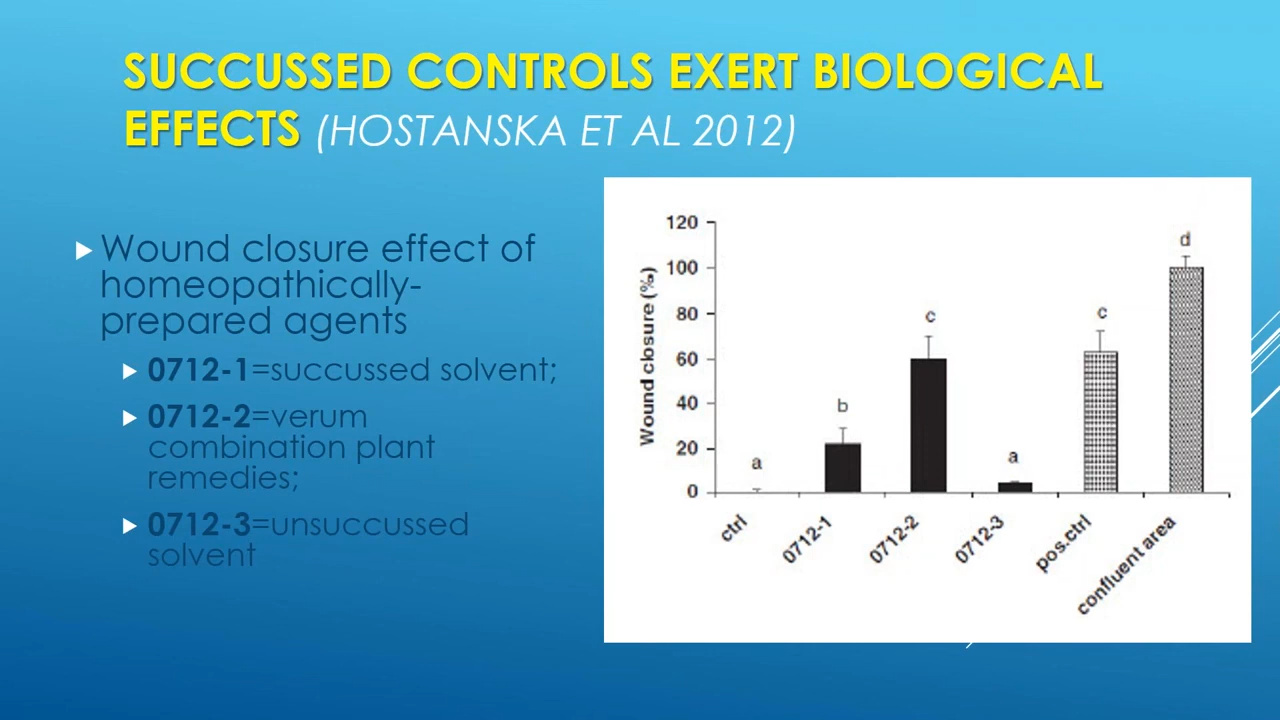 SUCCUSSED CONTROLS EXERT BIOLOGICAL
EFFECTS (HOSTANSKA ET AL 2012)
Wound closure effect of
homeopathically-
prepared agents
0712-1=succussed solvent;
0712-2=verum
combination plant
remedies;
0712-3=unsuccussed
solvent
Wound closure (%)
120
100
80
60
40
20
0
a
b
c
a
c
d
ctrl
0712-1
0712-2
0712-3
pos.ctrl
confluent area